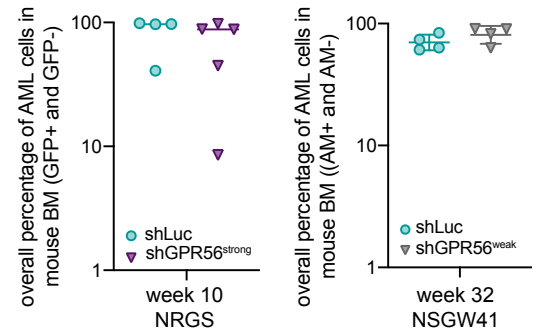 overall percentage of AML cells in
mouse BM (GFP+ and GFP-)
100
10
1
shLuc
shGPR56strong
week 10
NRGS
overall percentage of AML cells in
mouse BM ((AM+ and AM-)
100
10
1
shLuc
shGPR56weak
week 32
NSGW41